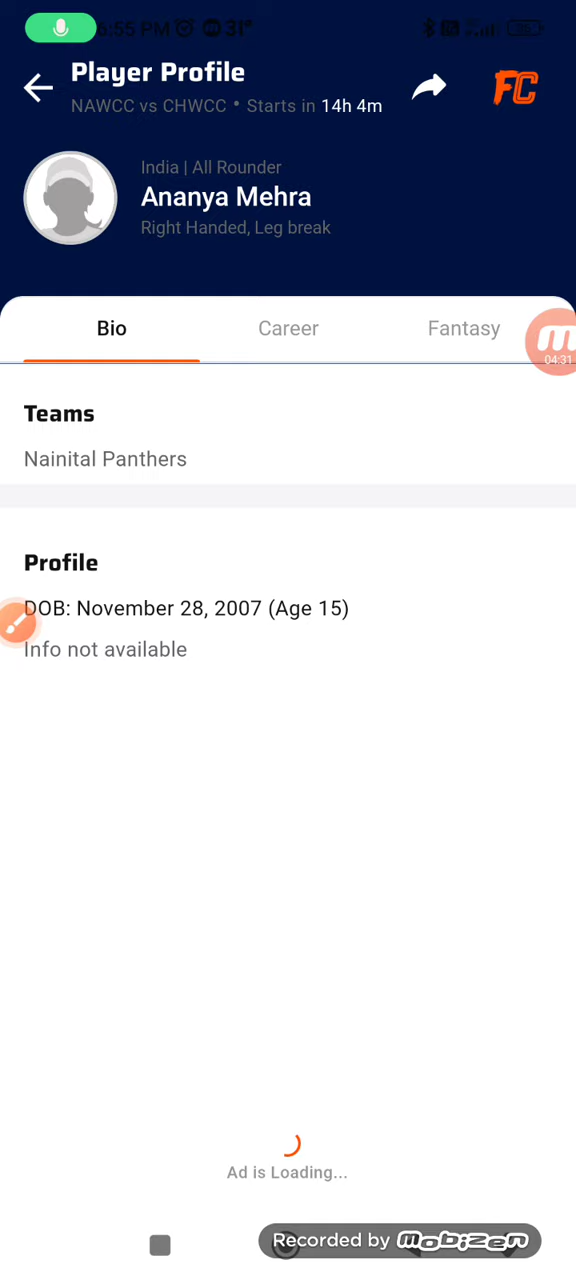 6:55 PM 31°
Player Profile
NAWCC vs CHWCC • Starts in 14h 4m
FC
India | All Rounder
Ananya Mehra
Right Handed, Leg break
Bio Career Fantasy
04:31
Teams
Nainital Panthers
Profile
DOB: November 28, 2007 (Age 15)
Info not available
Ad is Loading...
Recorded by mobizen